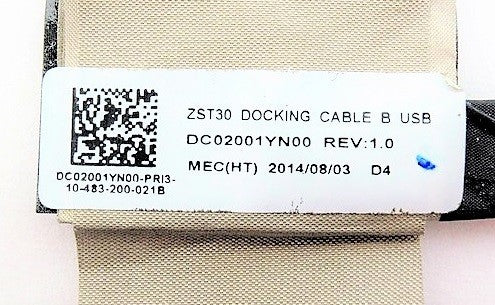 ZST30 DOCKING CABLE B USB
DC02001YN00 REV:1.0
MEC(HT) 2014/08/03 D4
DC02001YN00-PRI3-
10-483-200-021B